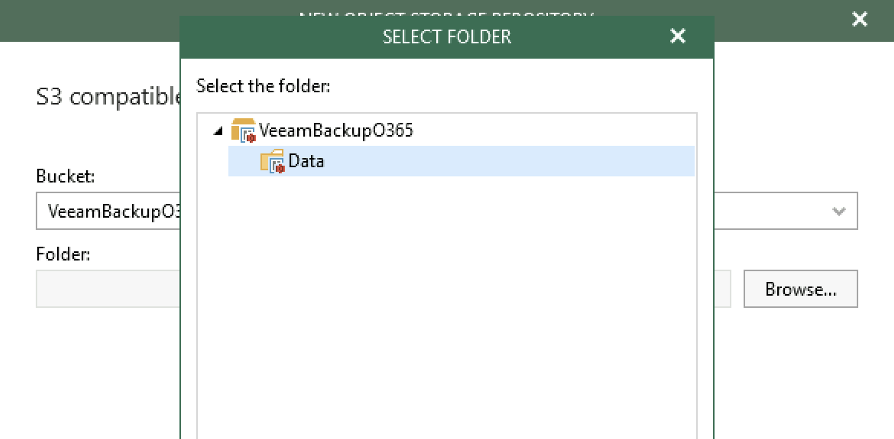 NEW OBJECT STORAGE REPOSITORY
SELECT FOLDER
Select the folder:
S3 compatible
VeeamBackupO365
Data
Bucket:
VeeamBackupO3
Folder:
Browse...